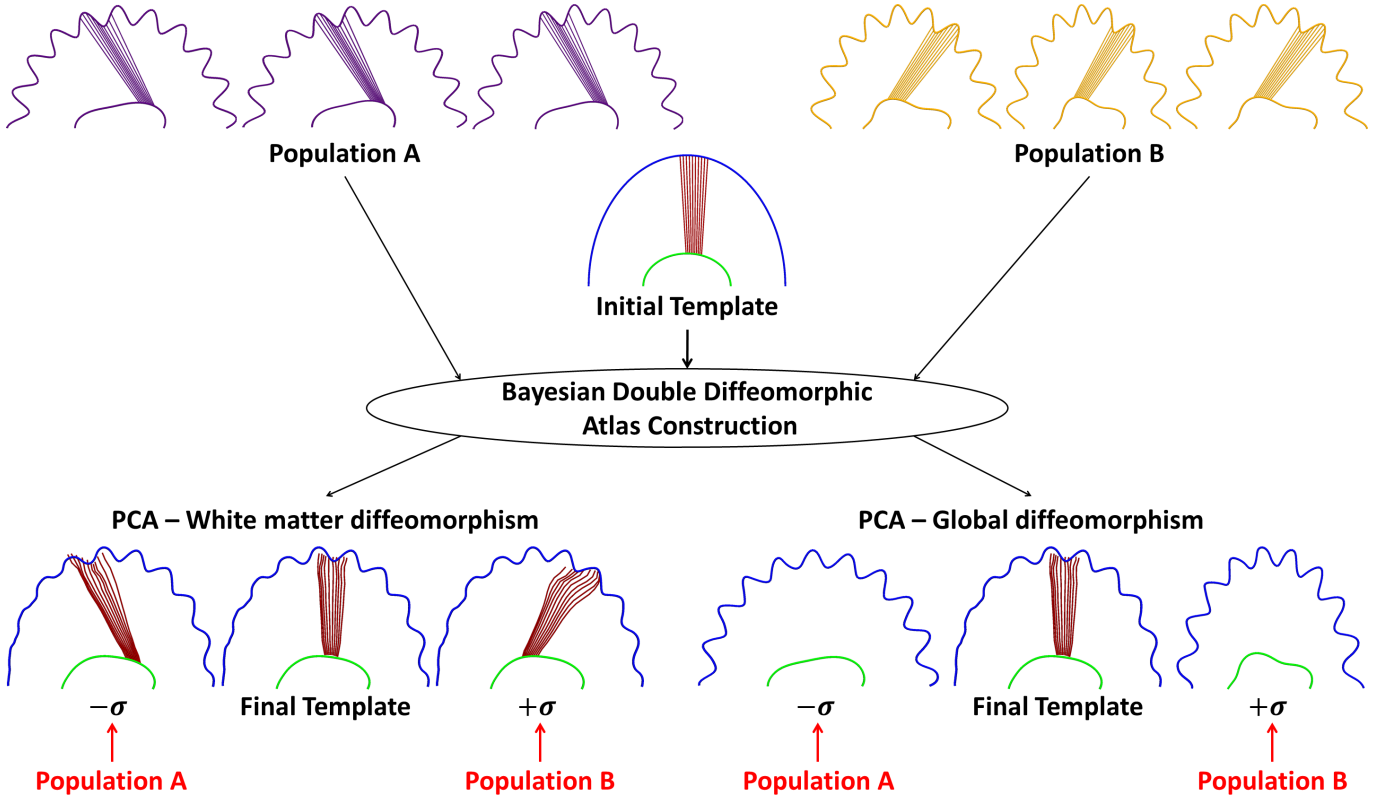 Population A
Population B
Initial Template
Bayesian Double Diffeomorphic
Atlas Construction
PCA – White matter diffeomorphism
PCA – Global diffeomorphism
−σ
Final Template
+σ
−σ
Final Template
+σ
Population A
Population B
Population A
Population B